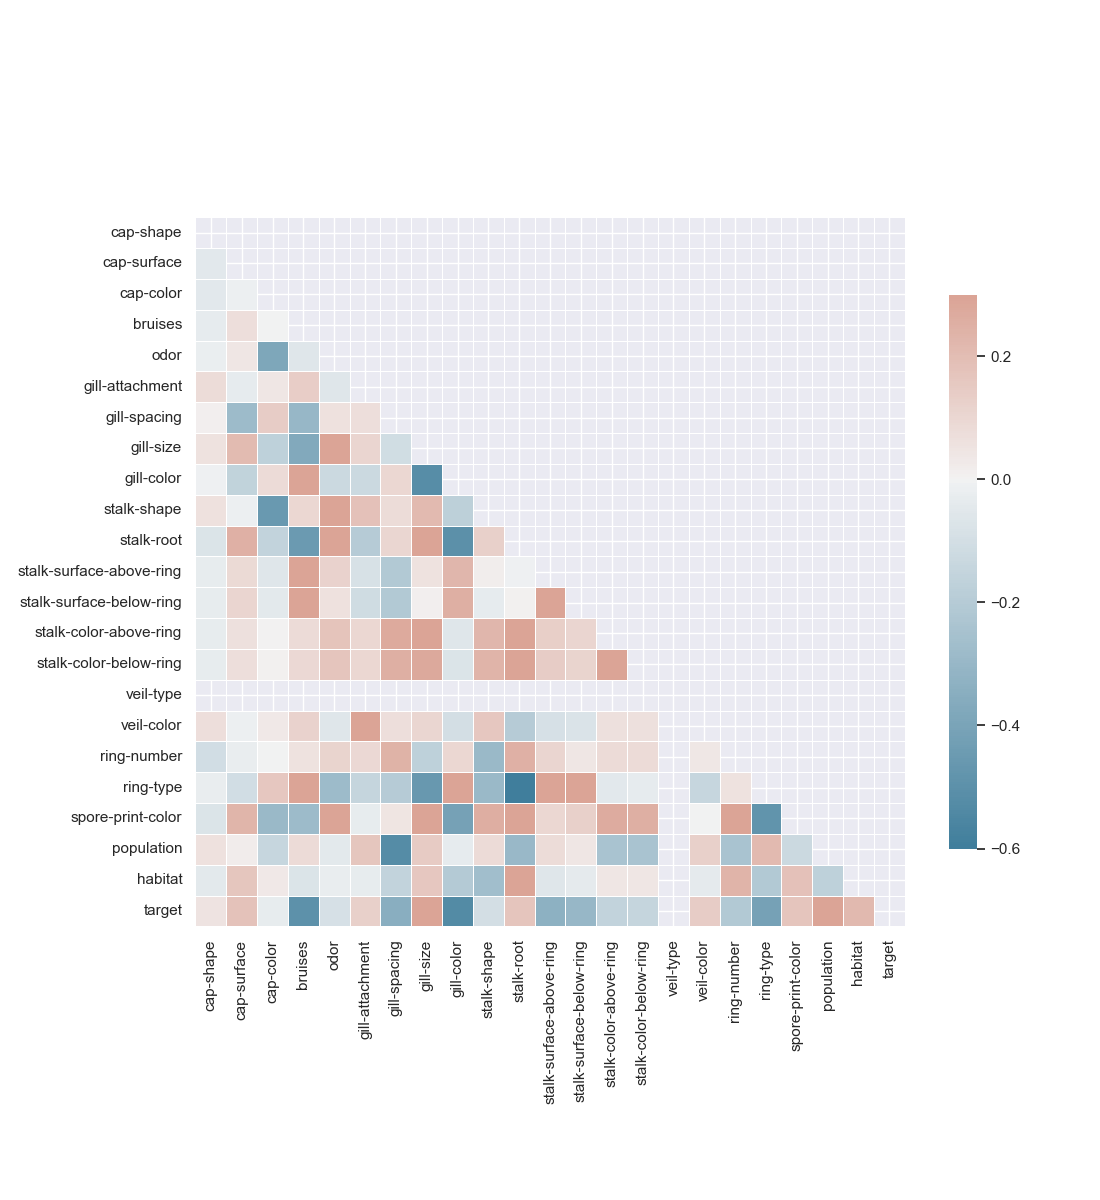 cap-shape
cap-surface
cap-color
bruises
odor
gill-attachment
gill-spacing
gill-size
gill-color
stalk-shape
stalk-root
stalk-surface-above-ring
stalk-surface-below-ring
stalk-color-above-ring
stalk-color-below-ring
veil-type
veil-color
ring-number
ring-type
spore-print-color
population
habitat
target
cap-shape
cap-surface
cap-color
bruises
odor
gill-attachment
gill-spacing
gill-size
gill-color
stalk-shape
stalk-root
stalk-surface-above-ring
stalk-surface-below-ring
stalk-color-above-ring
stalk-color-below-ring
veil-type
veil-color
ring-number
ring-type
spore-print-color
population
habitat
target
0.2
0.0
−0.2
−0.4
−0.6